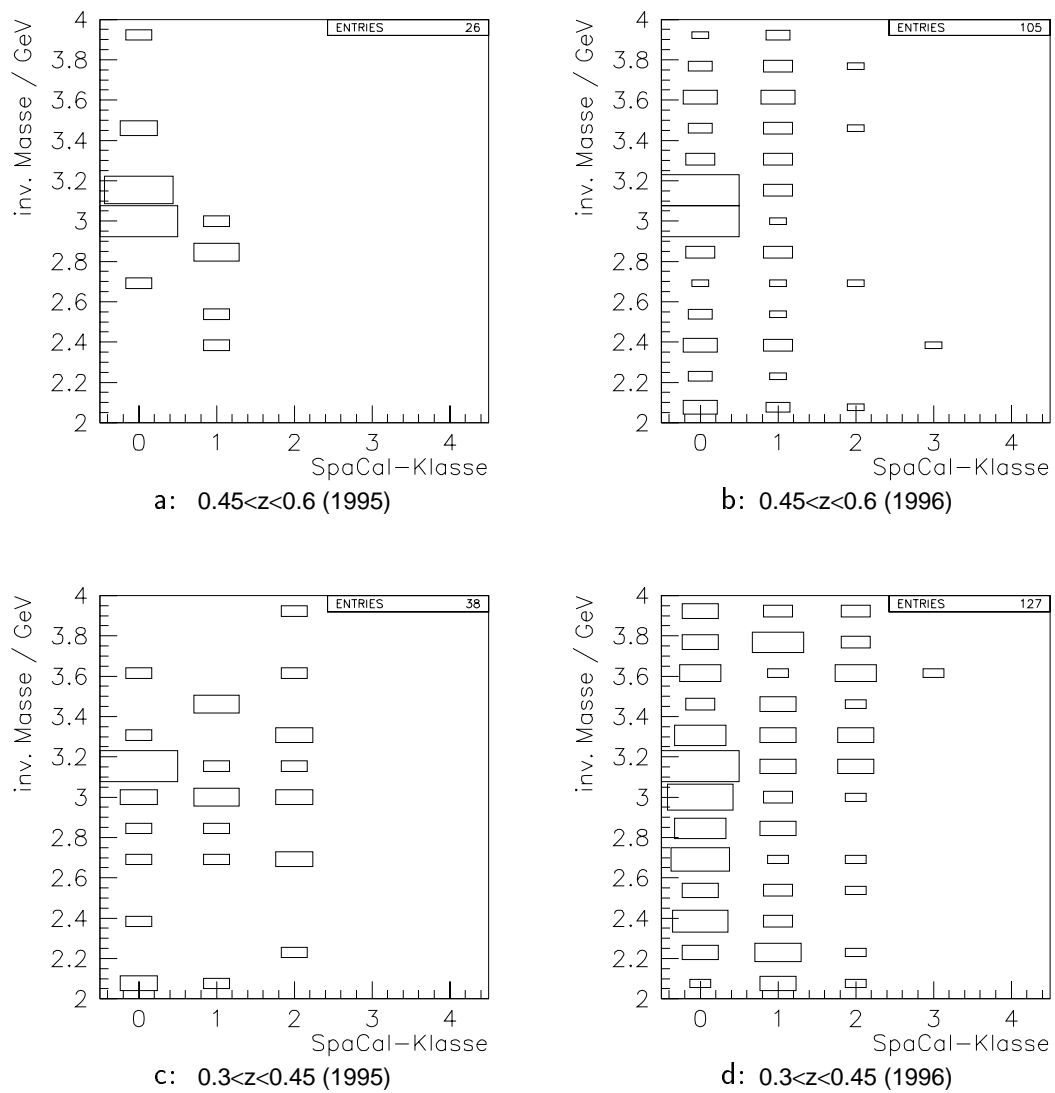 ENTRIES 26
4
3.8
3.6
3.4
3.2
3
2.8
2.6
2.4
2.2
2
inv. Masse / GeV
0 1 2 3 4
SpaCal-Klasse
a: 0.45<z<0.6 (1995)
ENTRIES 105
4
3.8
3.6
3.4
3.2
3
2.8
2.6
2.4
2.2
2
inv. Masse / GeV
0 1 2 3 4
SpaCal-Klasse
b: 0.45<z<0.6 (1996)
ENTRIES 38
4
3.8
3.6
3.4
3.2
3
2.8
2.6
2.4
2.2
2
inv. Masse / GeV
0 1 2 3 4
SpaCal-Klasse
c: 0.3<z<0.45 (1995)
ENTRIES 127
4
3.8
3.6
3.4
3.2
3
2.8
2.6
2.4
2.2
2
inv. Masse / GeV
0 1 2 3 4
SpaCal-Klasse
d: 0.3<z<0.45 (1996)